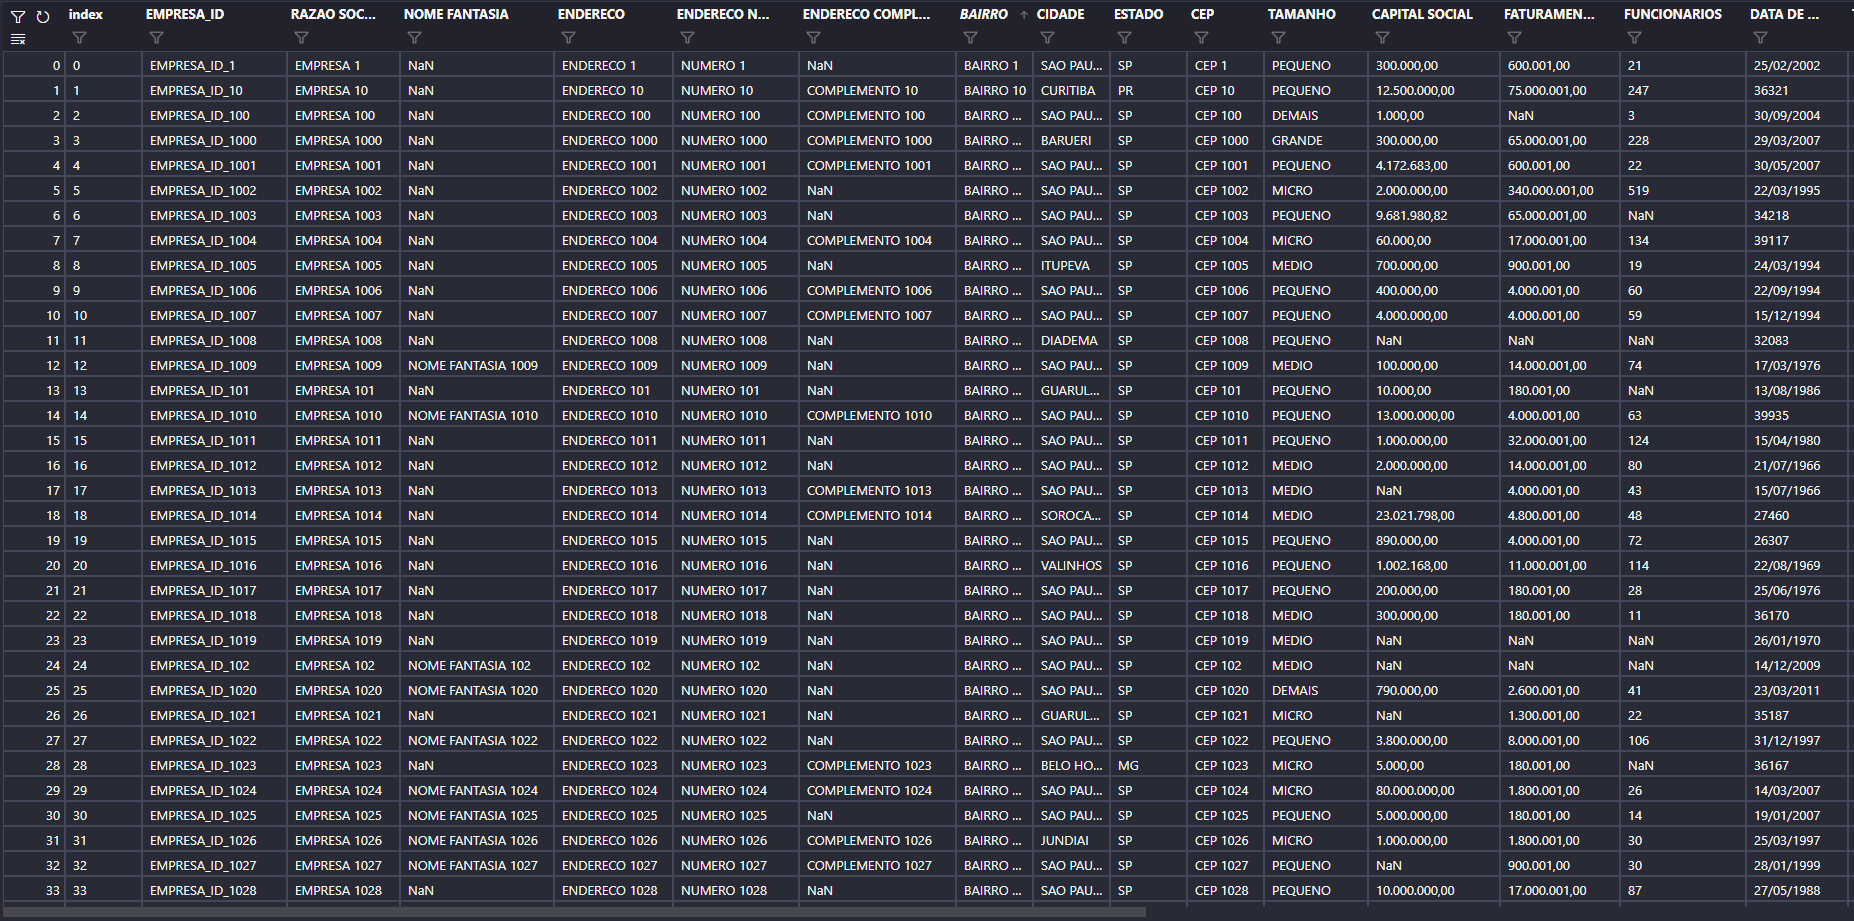 index EMPRESA_ID RAZAO SOC... NOME FANTASIA ENDERECO ENDERECO N... ENDERECO COMPL... BAIRRO CIDADE ESTADO CEP TAMANHO CAPITAL SOCIAL FATURAMEN... FUNCIONARIOS DATA DE ...
0 0 EMPRESA_ID_1 EMPRESA 1 NaN ENDERECO 1 NUMERO 1 NaN BAIRRO 1 SAO PAU... SP CEP 1 PEQUENO 300.000,00 600.001,00 21 25/02/2002
1 1 EMPRESA_ID_10 EMPRESA 10 NaN ENDERECO 10 NUMERO 10 COMPLEMENTO 10 BAIRRO 10 CURITIBA PR CEP 10 PEQUENO 12.500.000,00 75.000.001,00 247 36321
2 2 EMPRESA_ID_100 EMPRESA 100 NaN ENDERECO 100 NUMERO 100 COMPLEMENTO 100 BAIRRO ... SAO PAU... SP CEP 100 DEMAIS 1.000,00 NaN 3 30/09/2004
3 3 EMPRESA_ID_1000 EMPRESA 1000 NaN ENDERECO 1000 NUMERO 1000 COMPLEMENTO 1000 BAIRRO ... BARUERI SP CEP 1000 GRANDE 300.000,00 65.000.001,00 228 29/03/2007
4 4 EMPRESA_ID_1001 EMPRESA 1001 NaN ENDERECO 1001 NUMERO 1001 COMPLEMENTO 1001 BAIRRO ... SAO PAU... SP CEP 1001 PEQUENO 4.172.683,00 600.001,00 22 30/05/2007
5 5 EMPRESA_ID_1002 EMPRESA 1002 NaN ENDERECO 1002 NUMERO 1002 NaN BAIRRO ... SAO PAU... SP CEP 1002 MICRO 2.000.000,00 340.000.001,00 519 22/03/1995
6 6 EMPRESA_ID_1003 EMPRESA 1003 NaN ENDERECO 1003 NUMERO 1003 NaN BAIRRO ... SAO PAU... SP CEP 1003 PEQUENO 9.681.980,82 65.000.001,00 NaN 34218
7 7 EMPRESA_ID_1004 EMPRESA 1004 NaN ENDERECO 1004 NUMERO 1004 COMPLEMENTO 1004 BAIRRO ... SAO PAU... SP CEP 1004 MICRO 60.000,00 17.000.001,00 134 39117
8 8 EMPRESA_ID_1005 EMPRESA 1005 NaN ENDERECO 1005 NUMERO 1005 NaN BAIRRO ... ITUPEVA SP CEP 1005 MEDIO 700.000,00 900.001,00 19 24/03/1994
9 9 EMPRESA_ID_1006 EMPRESA 1006 NaN ENDERECO 1006 NUMERO 1006 COMPLEMENTO 1006 BAIRRO ... SAO PAU... SP CEP 1006 PEQUENO 400.000,00 4.000.001,00 60 22/09/1994
10 10 EMPRESA_ID_1007 EMPRESA 1007 NaN ENDERECO 1007 NUMERO 1007 COMPLEMENTO 1007 BAIRRO ... SAO PAU... SP CEP 1007 PEQUENO 4.000.000,00 4.000.001,00 59 15/12/1994
11 11 EMPRESA_ID_1008 EMPRESA 1008 NaN ENDERECO 1008 NUMERO 1008 NaN BAIRRO ... DIADEMA SP CEP 1008 PEQUENO NaN NaN NaN 32083
12 12 EMPRESA_ID_1009 EMPRESA 1009 NOME FANTASIA 1009 ENDERECO 1009 NUMERO 1009 NaN BAIRRO ... SAO PAU... SP CEP 1009 MEDIO 100.000,00 14.000.001,00 74 17/03/1976
13 13 EMPRESA_ID_101 EMPRESA 101 NaN ENDERECO 101 NUMERO 101 NaN BAIRRO ... GUARUL... SP CEP 101 PEQUENO 10.000,00 180.001,00 NaN 13/08/1986
14 14 EMPRESA_ID_1010 EMPRESA 1010 NOME FANTASIA 1010 ENDERECO 1010 NUMERO 1010 COMPLEMENTO 1010 BAIRRO ... SAO PAU... SP CEP 1010 PEQUENO 13.000.000,00 4.000.001,00 63 39935
15 15 EMPRESA_ID_1011 EMPRESA 1011 NaN ENDERECO 1011 NUMERO 1011 NaN BAIRRO ... SAO PAU... SP CEP 1011 PEQUENO 1.000.000,00 32.000.001,00 124 15/04/1980
16 16 EMPRESA_ID_1012 EMPRESA 1012 NaN ENDERECO 1012 NUMERO 1012 NaN BAIRRO ... SAO PAU... SP CEP 1012 MEDIO 2.000.000,00 14.000.001,00 80 21/07/1966
17 17 EMPRESA_ID_1013 EMPRESA 1013 NaN ENDERECO 1013 NUMERO 1013 COMPLEMENTO 1013 BAIRRO ... SAO PAU... SP CEP 1013 MEDIO NaN 4.000.001,00 43 15/07/1966
18 18 EMPRESA_ID_1014 EMPRESA 1014 NaN ENDERECO 1014 NUMERO 1014 COMPLEMENTO 1014 BAIRRO ... SOROCA... SP CEP 1014 MEDIO 23.021.798,00 4.800.001,00 48 27460
19 19 EMPRESA_ID_1015 EMPRESA 1015 NaN ENDERECO 1015 NUMERO 1015 NaN BAIRRO ... SAO PAU... SP CEP 1015 PEQUENO 890.000,00 4.000.001,00 72 26307
20 20 EMPRESA_ID_1016 EMPRESA 1016 NaN ENDERECO 1016 NUMERO 1016 NaN BAIRRO ... VALINHOS SP CEP 1016 PEQUENO 1.002.168,00 11.000.001,00 114 22/08/1969
21 21 EMPRESA_ID_1017 EMPRESA 1017 NaN ENDERECO 1017 NUMERO 1017 NaN BAIRRO ... SAO PAU... SP CEP 1017 PEQUENO 200.000,00 180.001,00 28 25/06/1976
22 22 EMPRESA_ID_1018 EMPRESA 1018 NaN ENDERECO 1018 NUMERO 1018 NaN BAIRRO ... SAO PAU... SP CEP 1018 MEDIO 300.000,00 180.001,00 11 36170
23 23 EMPRESA_ID_1019 EMPRESA 1019 NaN ENDERECO 1019 NUMERO 1019 NaN BAIRRO ... SAO PAU... SP CEP 1019 MEDIO NaN NaN NaN 26/01/1970
24 24 EMPRESA_ID_102 EMPRESA 102 NOME FANTASIA 102 ENDERECO 102 NUMERO 102 NaN BAIRRO ... SAO PAU... SP CEP 102 MEDIO NaN NaN NaN 14/12/2009
25 25 EMPRESA_ID_1020 EMPRESA 1020 NOME FANTASIA 1020 ENDERECO 1020 NUMERO 1020 NaN BAIRRO ... SAO PAU... SP CEP 1020 DEMAIS 790.000,00 2.600.001,00 41 23/03/2011
26 26 EMPRESA_ID_1021 EMPRESA 1021 NaN ENDERECO 1021 NUMERO 1021 NaN BAIRRO ... GUARUL... SP CEP 1021 MICRO NaN 1.300.001,00 22 35187
27 27 EMPRESA_ID_1022 EMPRESA 1022 NOME FANTASIA 1022 ENDERECO 1022 NUMERO 1022 NaN BAIRRO ... SAO PAU... SP CEP 1022 PEQUENO 3.800.000,00 8.000.001,00 106 31/12/1997
28 28 EMPRESA_ID_1023 EMPRESA 1023 NaN ENDERECO 1023 NUMERO 1023 COMPLEMENTO 1023 BAIRRO ... BELO HO... MG CEP 1023 MICRO 5.000,00 180.001,00 NaN 36167
29 29 EMPRESA_ID_1024 EMPRESA 1024 NOME FANTASIA 1024 ENDERECO 1024 NUMERO 1024 COMPLEMENTO 1024 BAIRRO ... SAO PAU... SP CEP 1024 MICRO 80.000.000,00 1.800.001,00 26 14/03/2007
30 30 EMPRESA_ID_1025 EMPRESA 1025 NOME FANTASIA 1025 ENDERECO 1025 NUMERO 1025 NaN BAIRRO ... SAO PAU... SP CEP 1025 PEQUENO 5.000.000,00 180.001,00 14 19/01/2007
31 31 EMPRESA_ID_1026 EMPRESA 1026 NOME FANTASIA 1026 ENDERECO 1026 NUMERO 1026 COMPLEMENTO 1026 BAIRRO ... JUNDIAI SP CEP 1026 MICRO 1.000.000,00 1.800.001,00 30 25/03/1997
32 32 EMPRESA_ID_1027 EMPRESA 1027 NOME FANTASIA 1027 ENDERECO 1027 NUMERO 1027 COMPLEMENTO 1027 BAIRRO ... SAO PAU... SP CEP 1027 PEQUENO NaN 900.001,00 30 28/01/1999
33 33 EMPRESA_ID_1028 EMPRESA 1028 NaN ENDERECO 1028 NUMERO 1028 NaN BAIRRO ... SAO PAU... SP CEP 1028 PEQUENO 10.000.000,00 17.000.001,00 87 27/05/1988